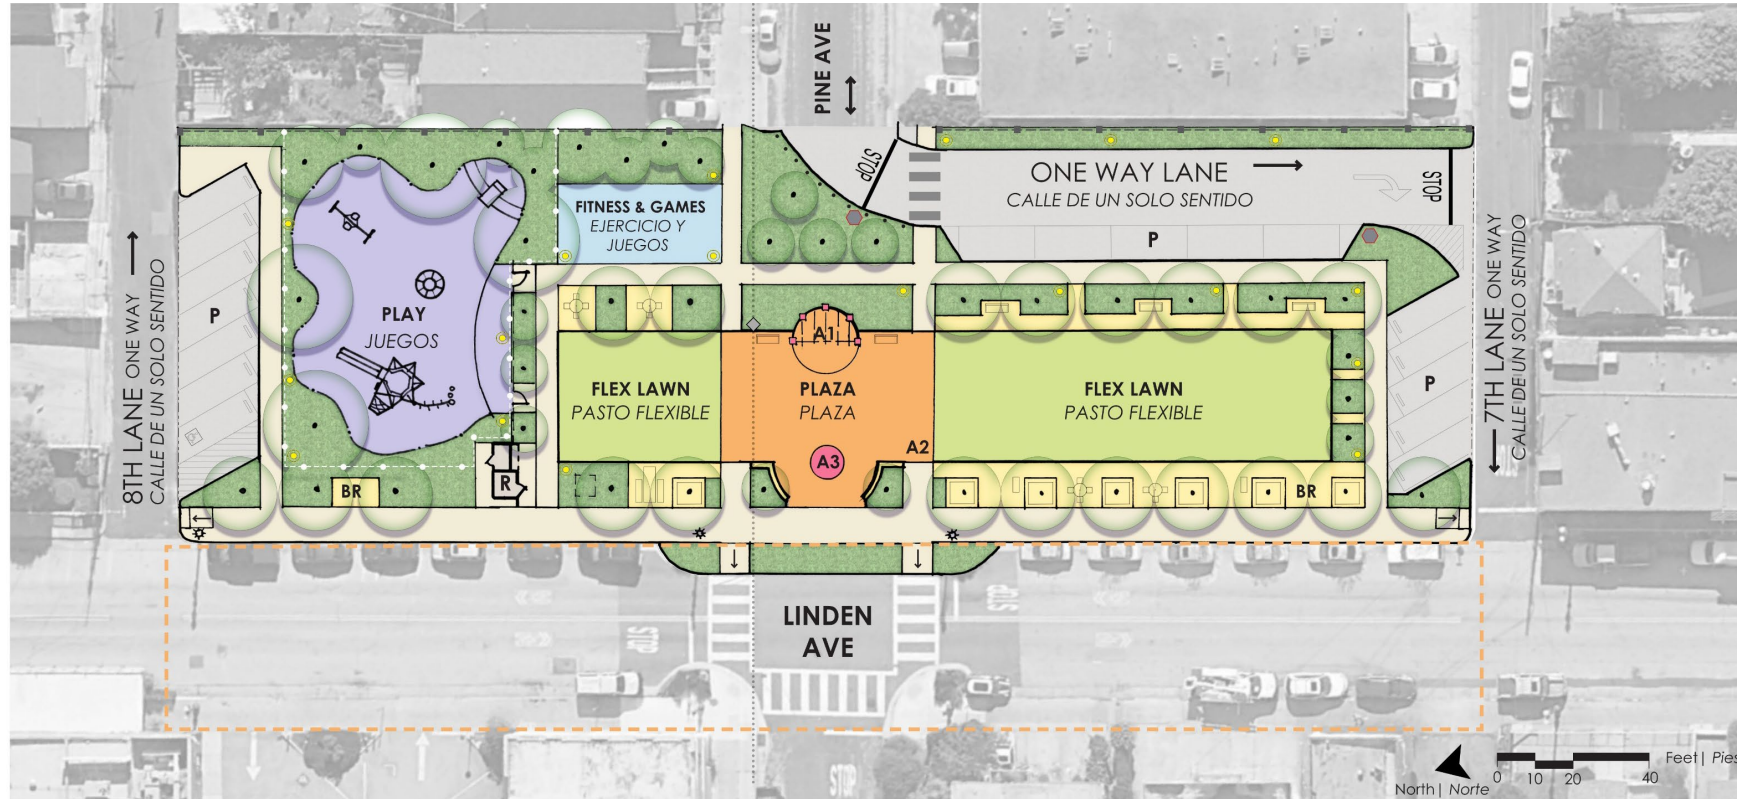 PINE AVE
STOP
ONE WAY LANE
CALLE DE UN SOLO SENTIDO
STOP
FITNESS & GAMES
EJERCICIO Y
JUEGOS
P
8TH LANE ONE WAY
CALLE DE UN SOLO SENTIDO
P
PLAY
JUEGOS
7TH LANE ONE WAY
CALLE DE UN SOLO SENTIDO
A1
FLEX LAWN
PASTO FLEXIBLE
PLAZA
PLAZA
FLEX LAWN
PASTO FLEXIBLE
P
A2
A3
BR
R
BR
STOP
STOP
LINDEN
AVE
STOP
North | Norte
0 10 20 40
Feet | Pies